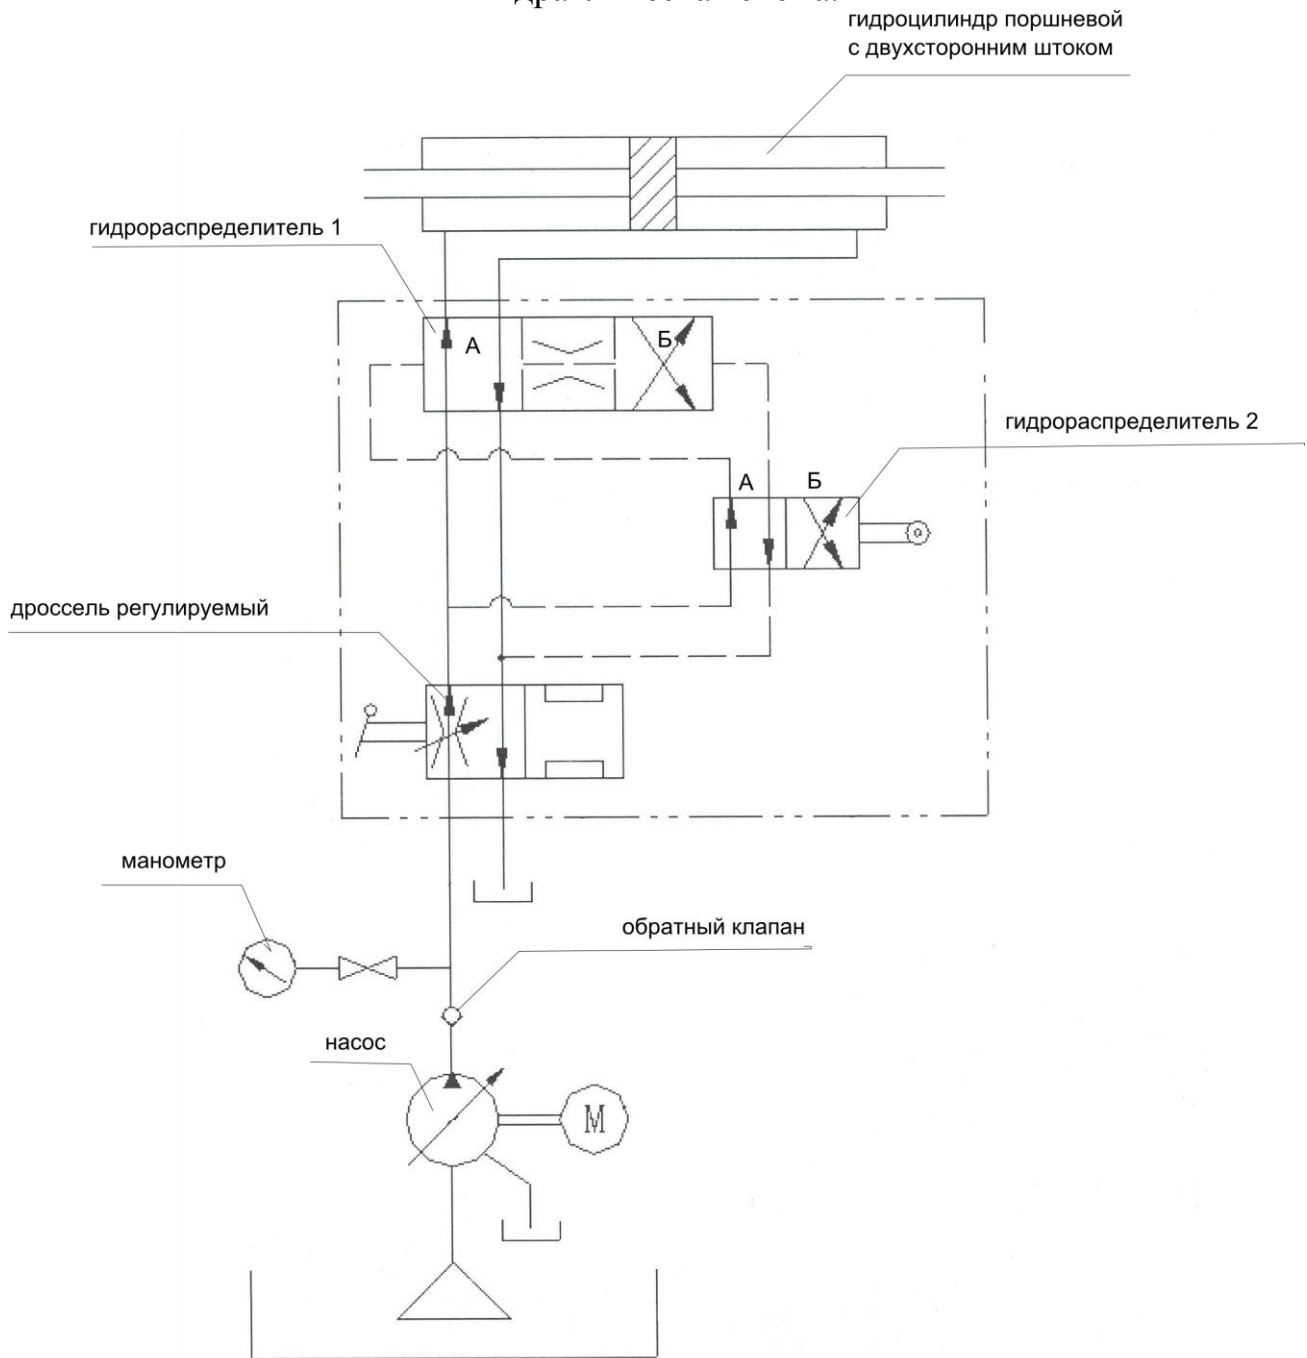 гидроцилиндр поршневой
с двухсторонним штоком
гидрораспределитель 1
А
Б
гидрораспределитель 2
А
Б
дроссель регулируемый
манометр
обратный клапан
насос
М